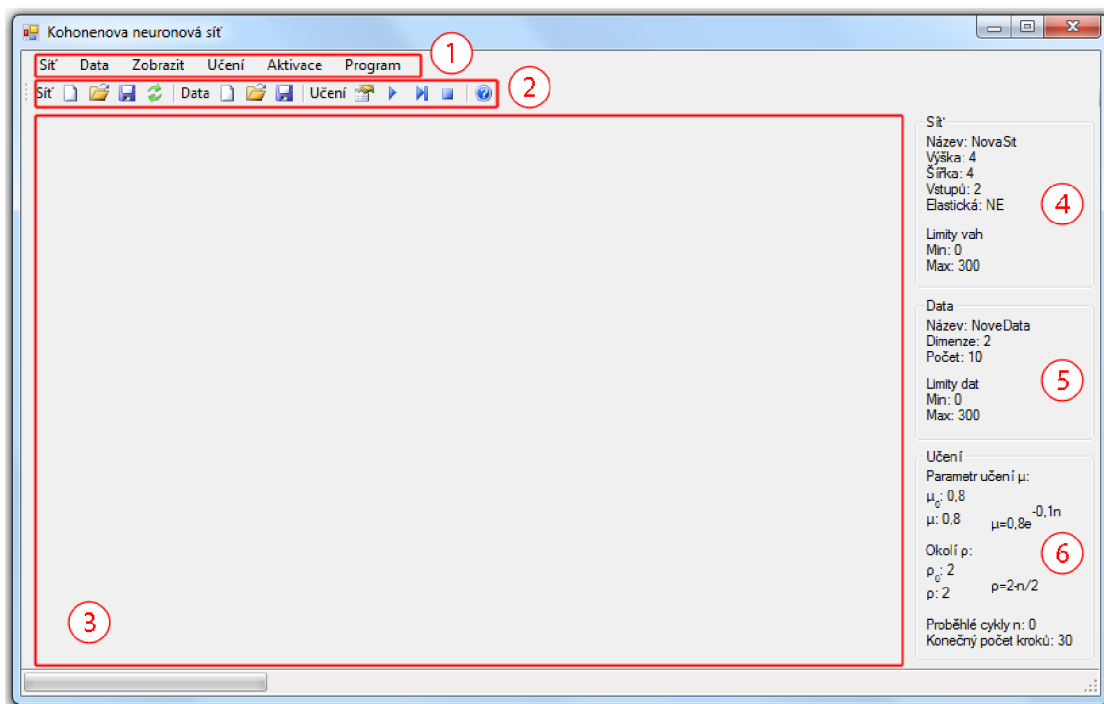 Kohonenova neuronová síť
Síť Data Zobrazit Učení Aktivace Program
1
Síť Data Učení
2
3
Síť
Název: NovaSit
Výška: 4
Šířka: 4
Vstupů: 2
Elastická: NE
4
Limity vah
Min: 0
Max: 300
Data
Název: NoveData
Dimenze: 2
Počet: 10
5
Limity dat
Min: 0
Max: 300
Učení
Parametr učení μ:
μ₀: 0,8
μ: 0,8 μ=0,8e^-0,1n
Okolí ρ:
6
ρ₀: 2
ρ: 2 ρ=2-n/2
Proběhlé cykly n: 0
Konečný počet kroků: 30